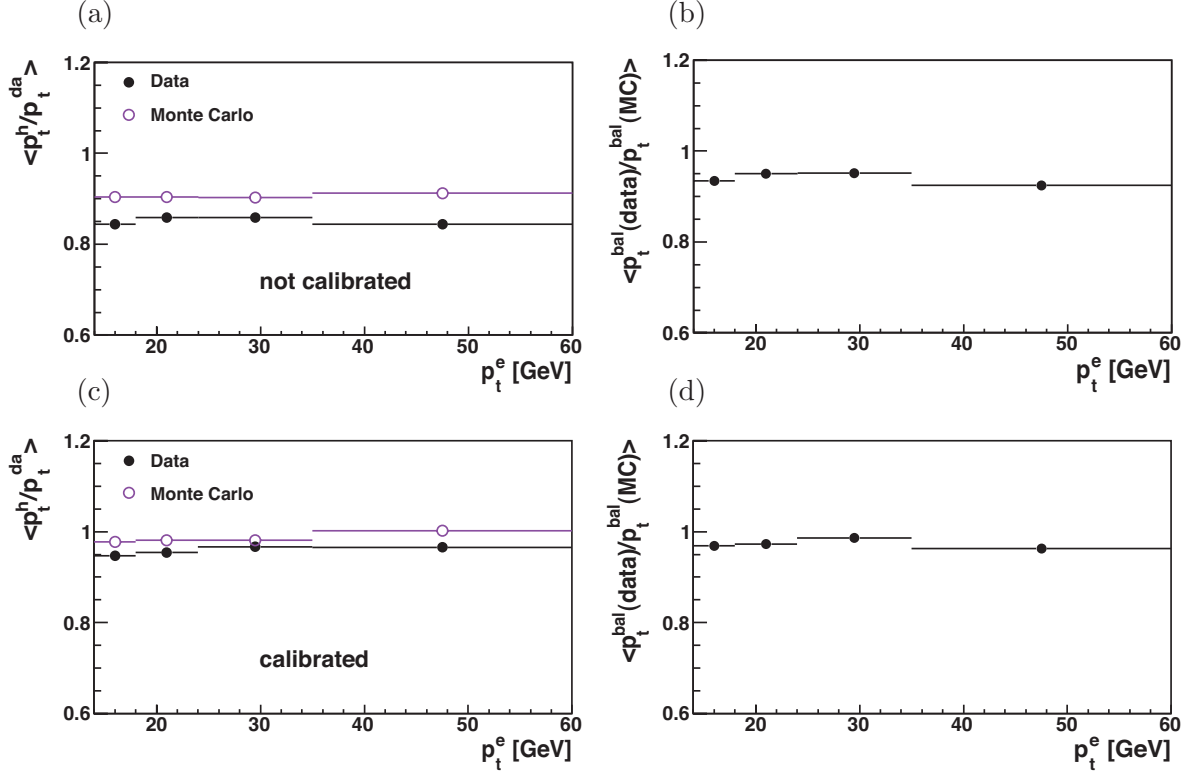 (a)
(b)
<p_t^h/p_t^da>
1.2
1
0.8
0.6
Data
Monte Carlo
not calibrated
20 30 40 50 60
p_t^e [GeV]
<p_t^bal(data)/p_t^bal(MC)>
1.2
1
0.8
0.6
20 30 40 50 60
p_t^e [GeV]
(c)
(d)
<p_t^h/p_t^da>
1.2
1
0.8
0.6
Data
Monte Carlo
calibrated
20 30 40 50 60
p_t^e [GeV]
<p_t^bal(data)/p_t^bal(MC)>
1.2
1
0.8
0.6
20 30 40 50 60
p_t^e [GeV]